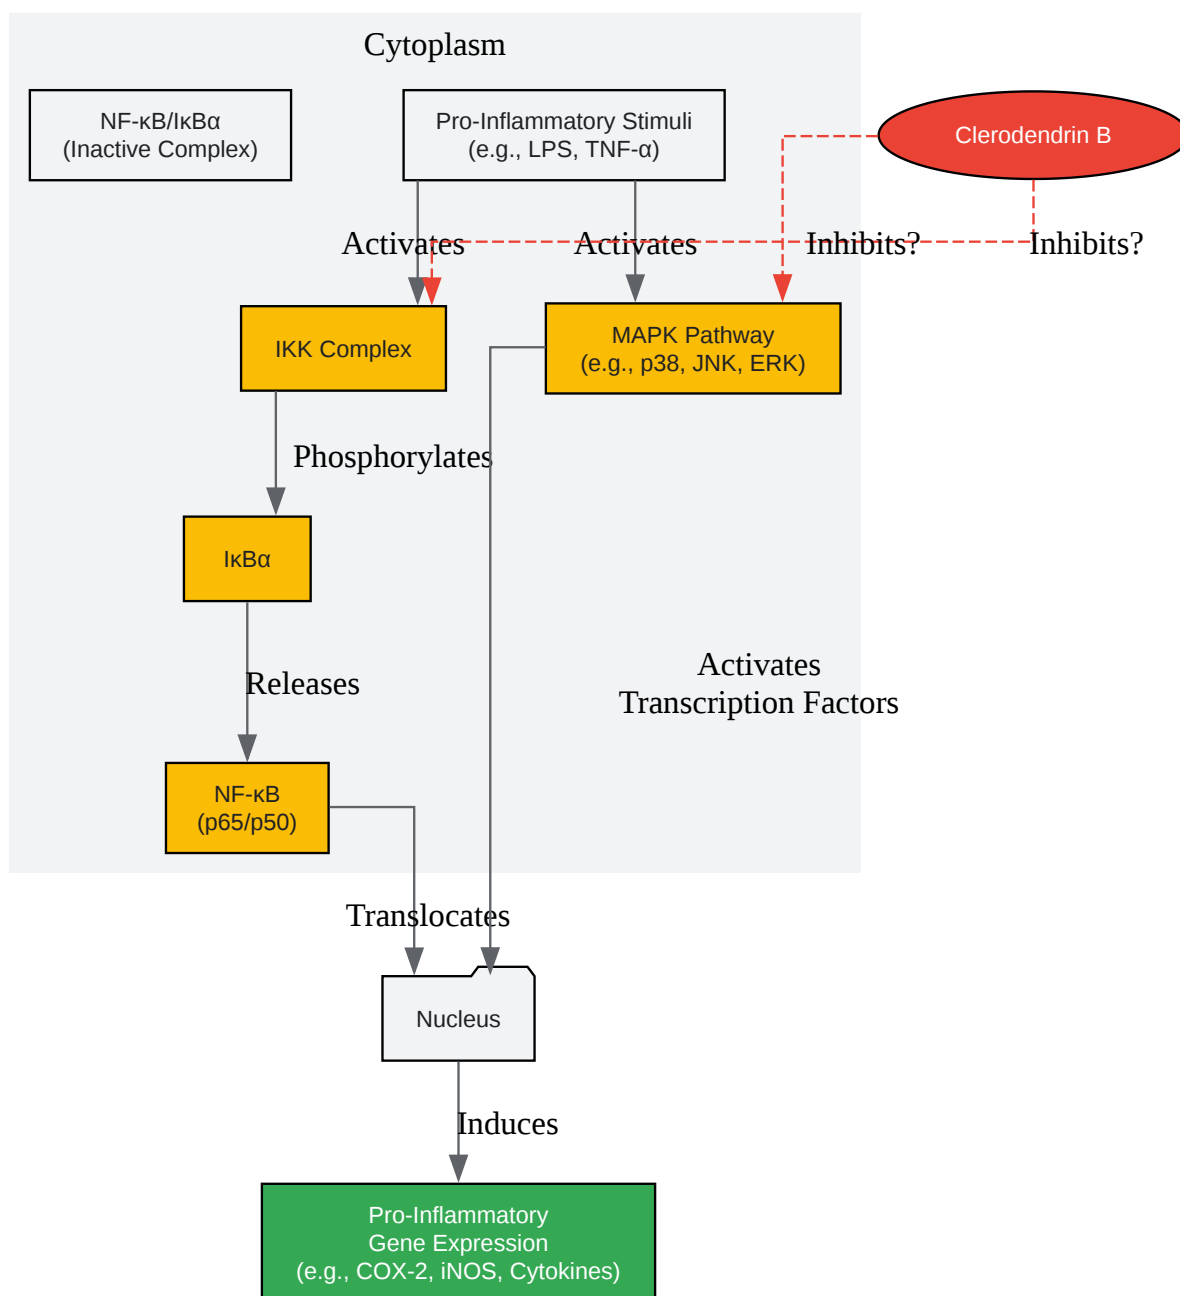 Cytoplasm
NF-κB/IκBα
(Inactive Complex)
Pro-Inflammatory Stimuli
(e.g., LPS, TNF-α)
Clerodendrin B
Activates
Activates
Inhibits?
Inhibits?
IKK Complex
MAPK Pathway
(e.g., p38, JNK, ERK)
Phosphorylates
IκBα
Releases
Activates
Transcription Factors
NF-κB
(p65/p50)
Translocates
Nucleus
Induces
Pro-Inflammatory
Gene Expression
(e.g., COX-2, iNOS, Cytokines)